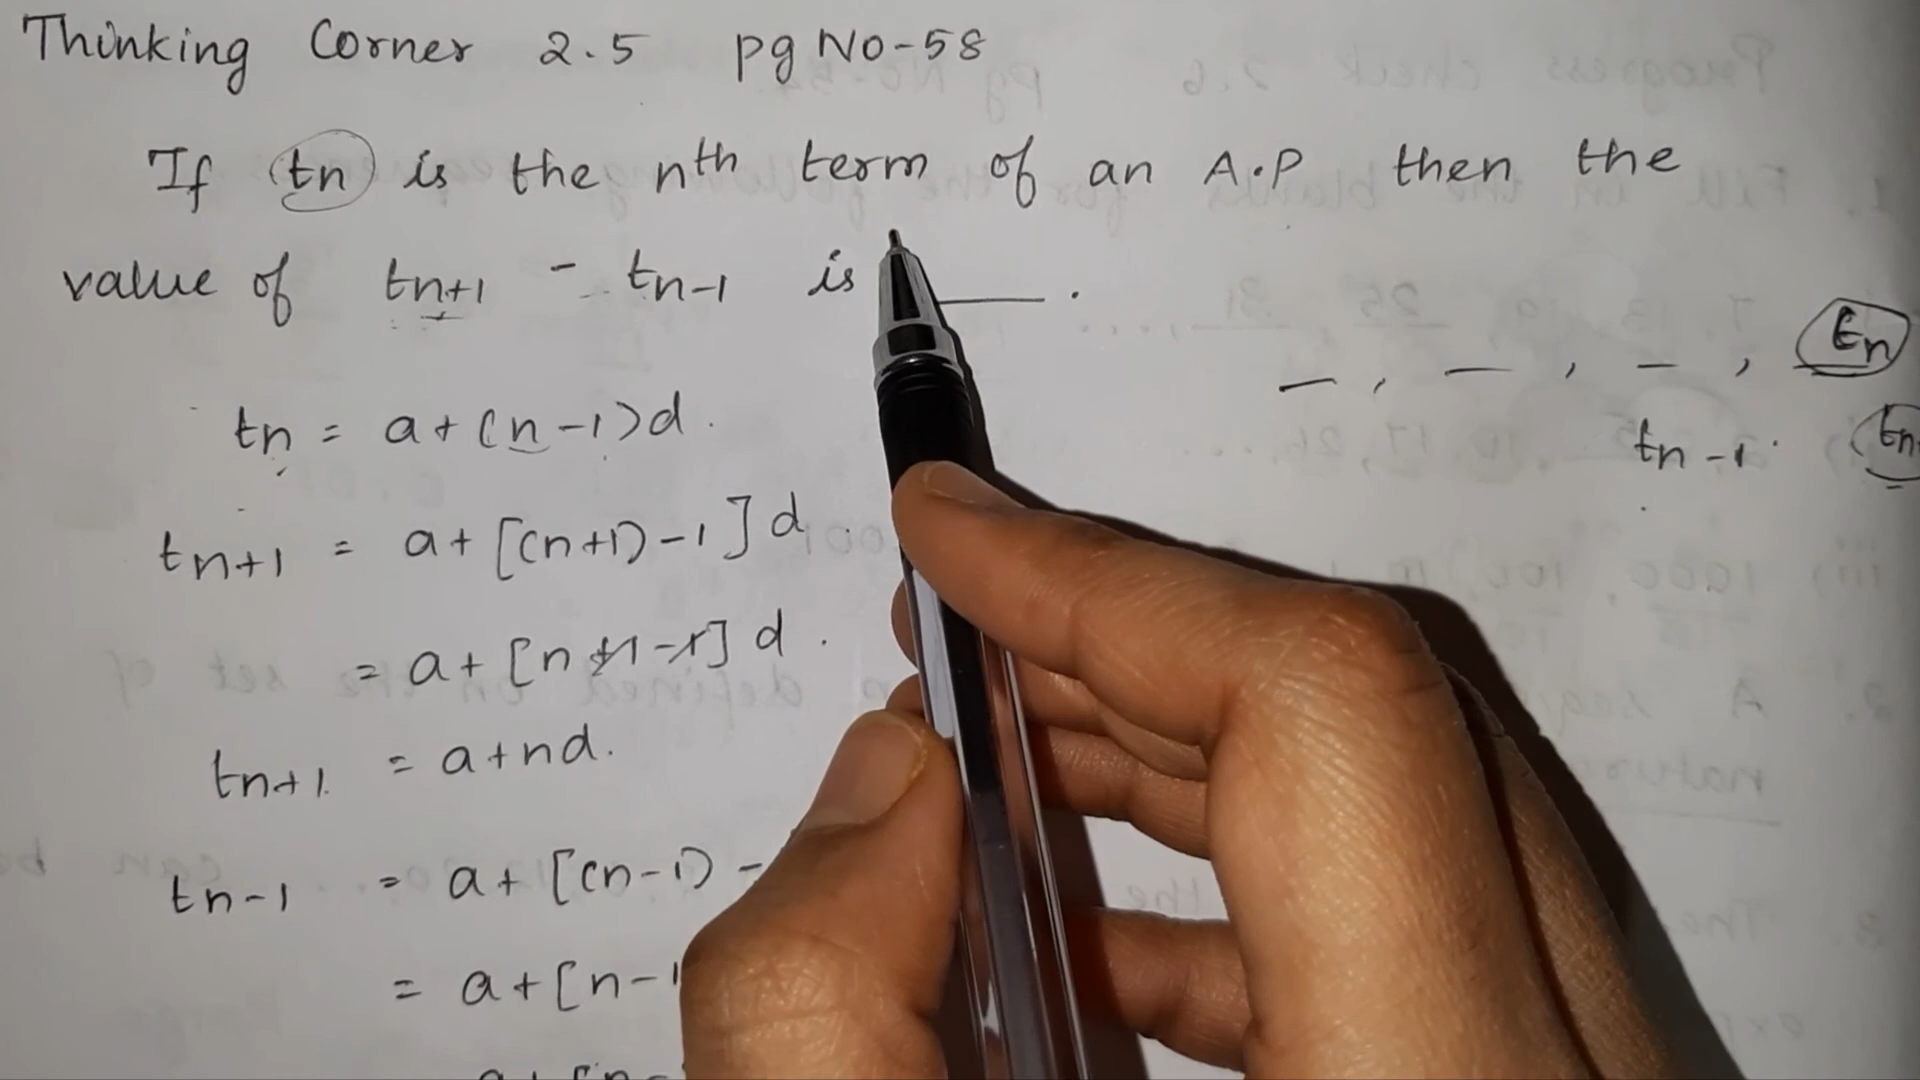 Thinking Corner 2.5 pg No-58
If tn is the nth term of an A.P then the
value of tn+1 - tn-1 is ____.
_, _, _, tn
tn = a+(n-1)d.
tn-1
tn+1 = a+[(n+1)-1]d.
= a+[n+1-1]d.
tn+1 = a+nd.
tn-1 = a+[(n-1)-
= a+[n-1